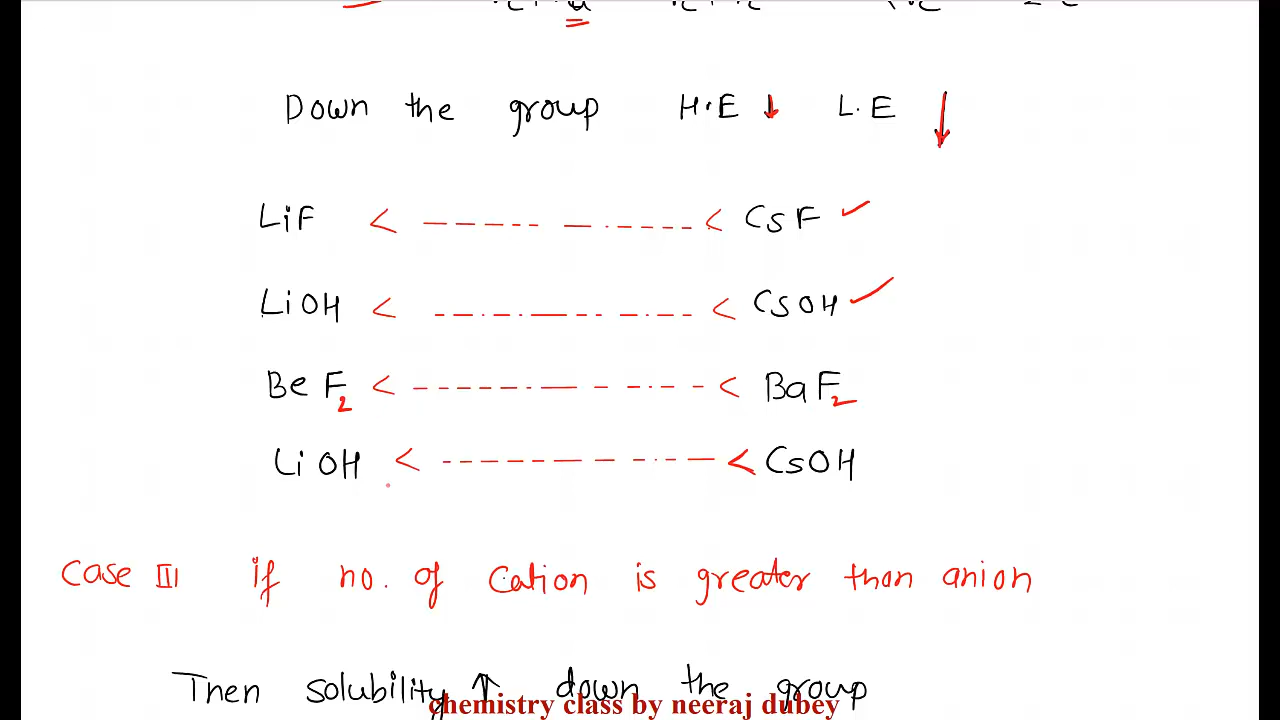 Down the group H.E ↓ L.E ↓
LiF < ----- < CsF ✓
LiOH < ----- < CsOH ✓
BeF₂ < ----- < BaF₂
LiOH < ----- < CsOH
Case III if no. of Cation is greater than anion
Then solubility ↑ down the group
chemistry class by neeraj dubey